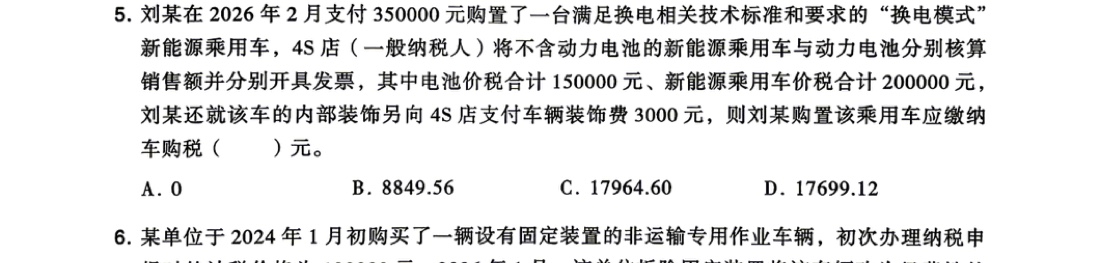 5. 刘某在 2026 年 2 月支付 350000 元购置了一台满足换电相关技术标准和要求的“换电模式”
新能源乘用车，4S 店（一般纳税人）将不含动力电池的新能源乘用车与动力电池分别核算
销售额并分别开具发票，其中电池价税合计 150000 元、新能源乘用车价税合计 200000 元，
刘某还就该车的内部装饰另向 4S 店支付车辆装饰费 3000 元，则刘某购置该乘用车应缴纳
车购税（　　）元。
A. 0 B. 8849.56 C. 17964.60 D. 17699.12
6. 某单位于 2024 年 1 月初购买了一辆设有固定装置的非运输专用作业车辆，初次办理纳税申